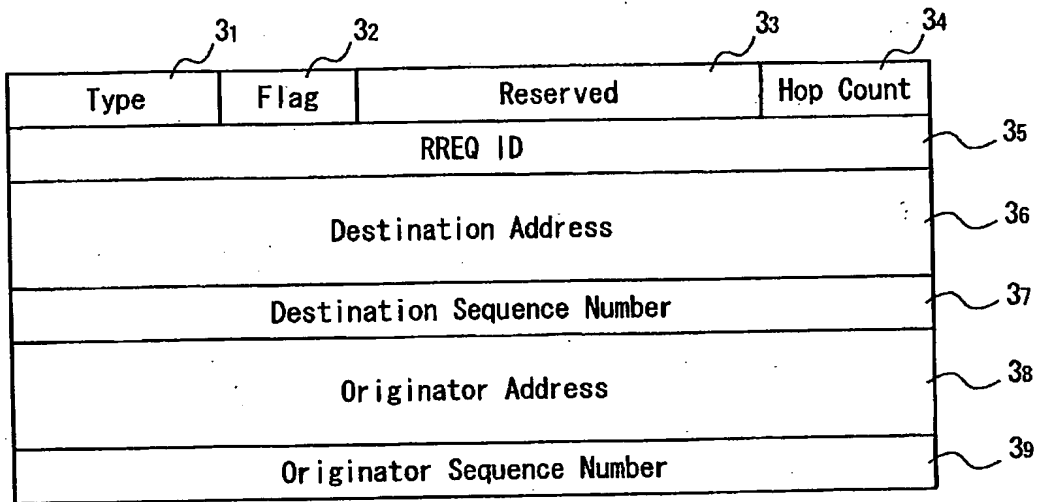 31 32 33 34
Type Flag Reserved Hop Count
RREQ ID 35
Destination Address 36
Destination Sequence Number 37
Originator Address 38
Originator Sequence Number 39